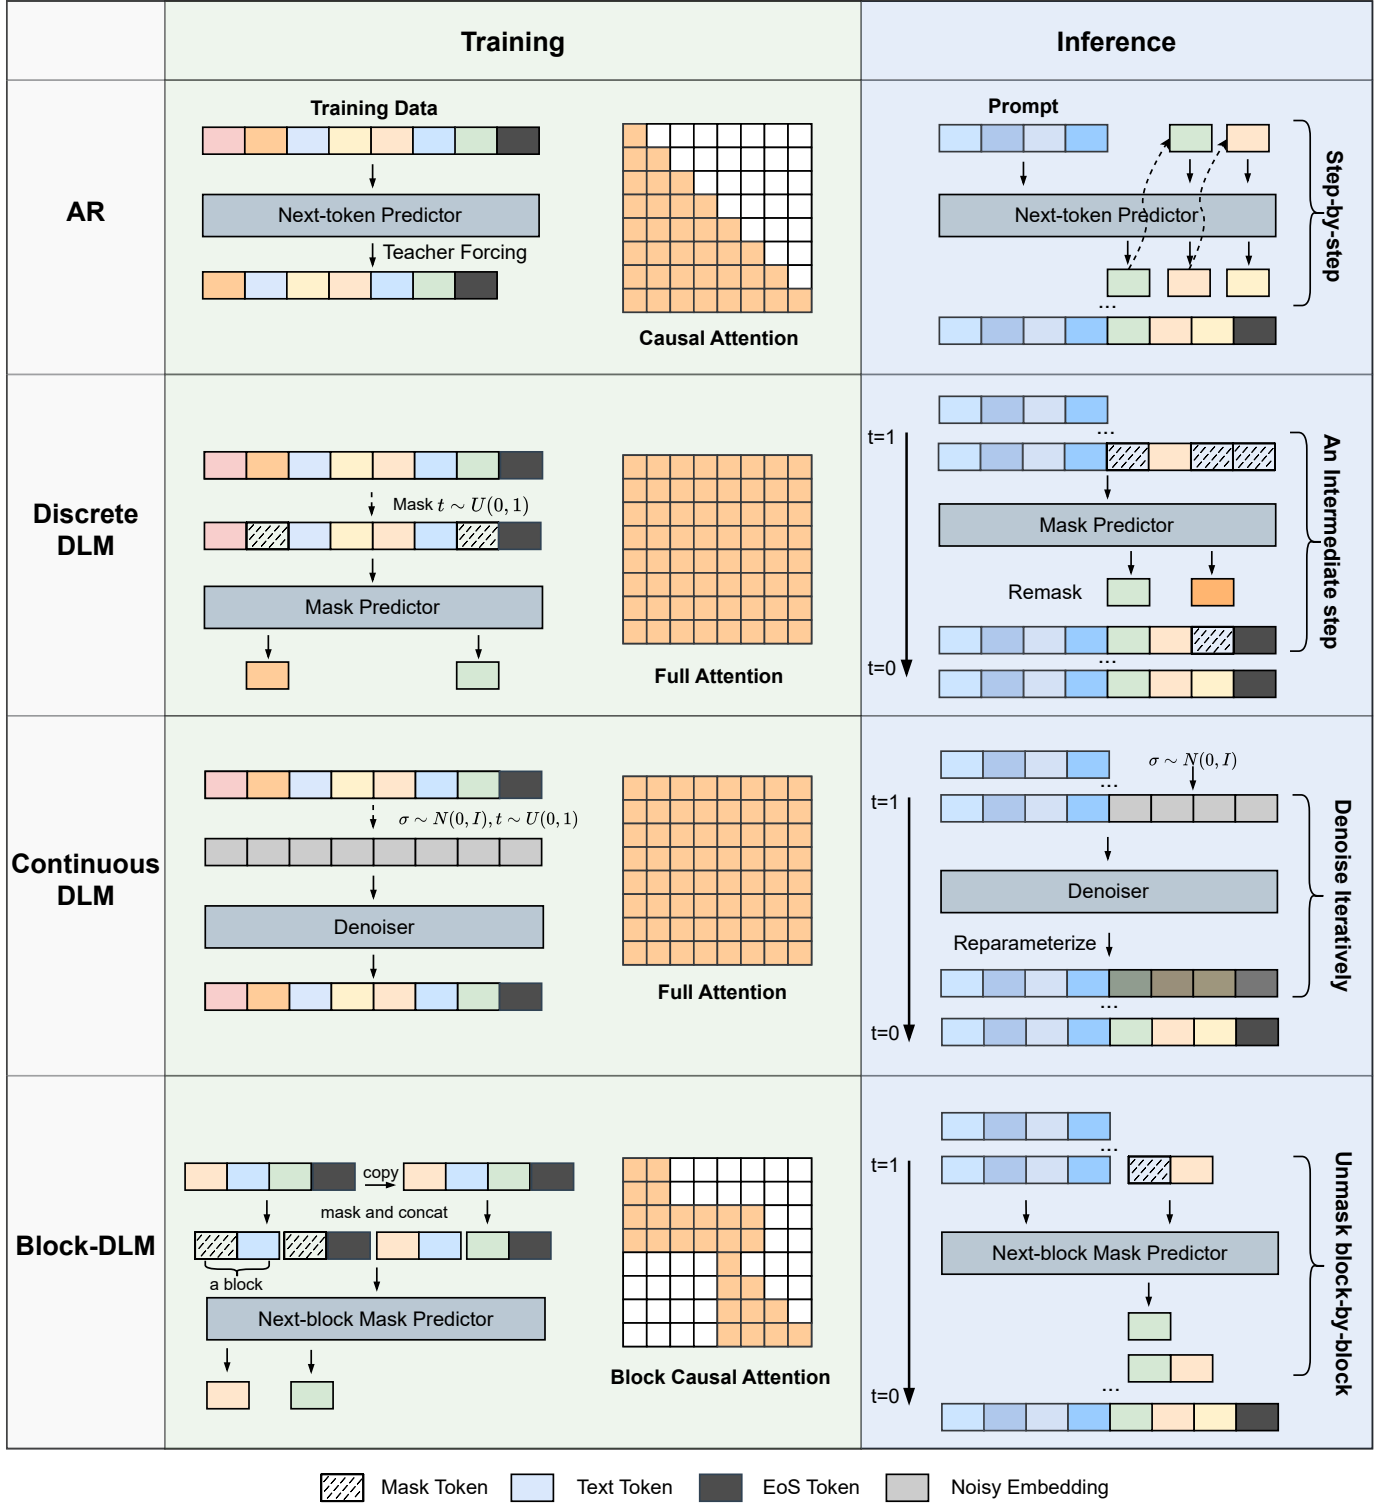 Training
Inference
AR
Training Data
Next-token Predictor
Teacher Forcing
Causal Attention
Prompt
Next-token Predictor
...
Step-by-step
Discrete
DLM
Mask t ∼ U(0, 1)
Mask Predictor
Full Attention
...
t=1
Mask Predictor
Remask
...
t=0
An Intermediate step
Continuous
DLM
σ ∼ N(0, I), t ∼ U(0, 1)
Denoiser
Full Attention
σ ∼ N(0, I)
...
t=1
Denoiser
Reparameterize
...
t=0
Denoise Iteratively
Block-DLM
copy
mask and concat
a block
Next-block Mask Predictor
Block Causal Attention
...
t=1
Next-block Mask Predictor
...
t=0
Unmask block-by-block
Mask Token
Text Token
EoS Token
Noisy Embedding